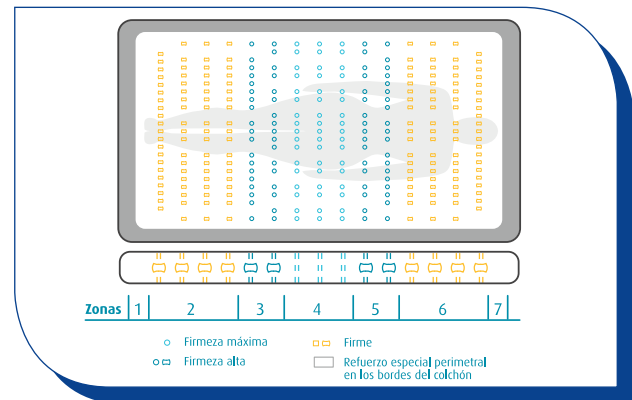 Zonas 1 2 3 4 5 6 7
Firmeza máxima
Firme
Firmeza alta
Refuerzo especial perimetral
en los bordes del colchón